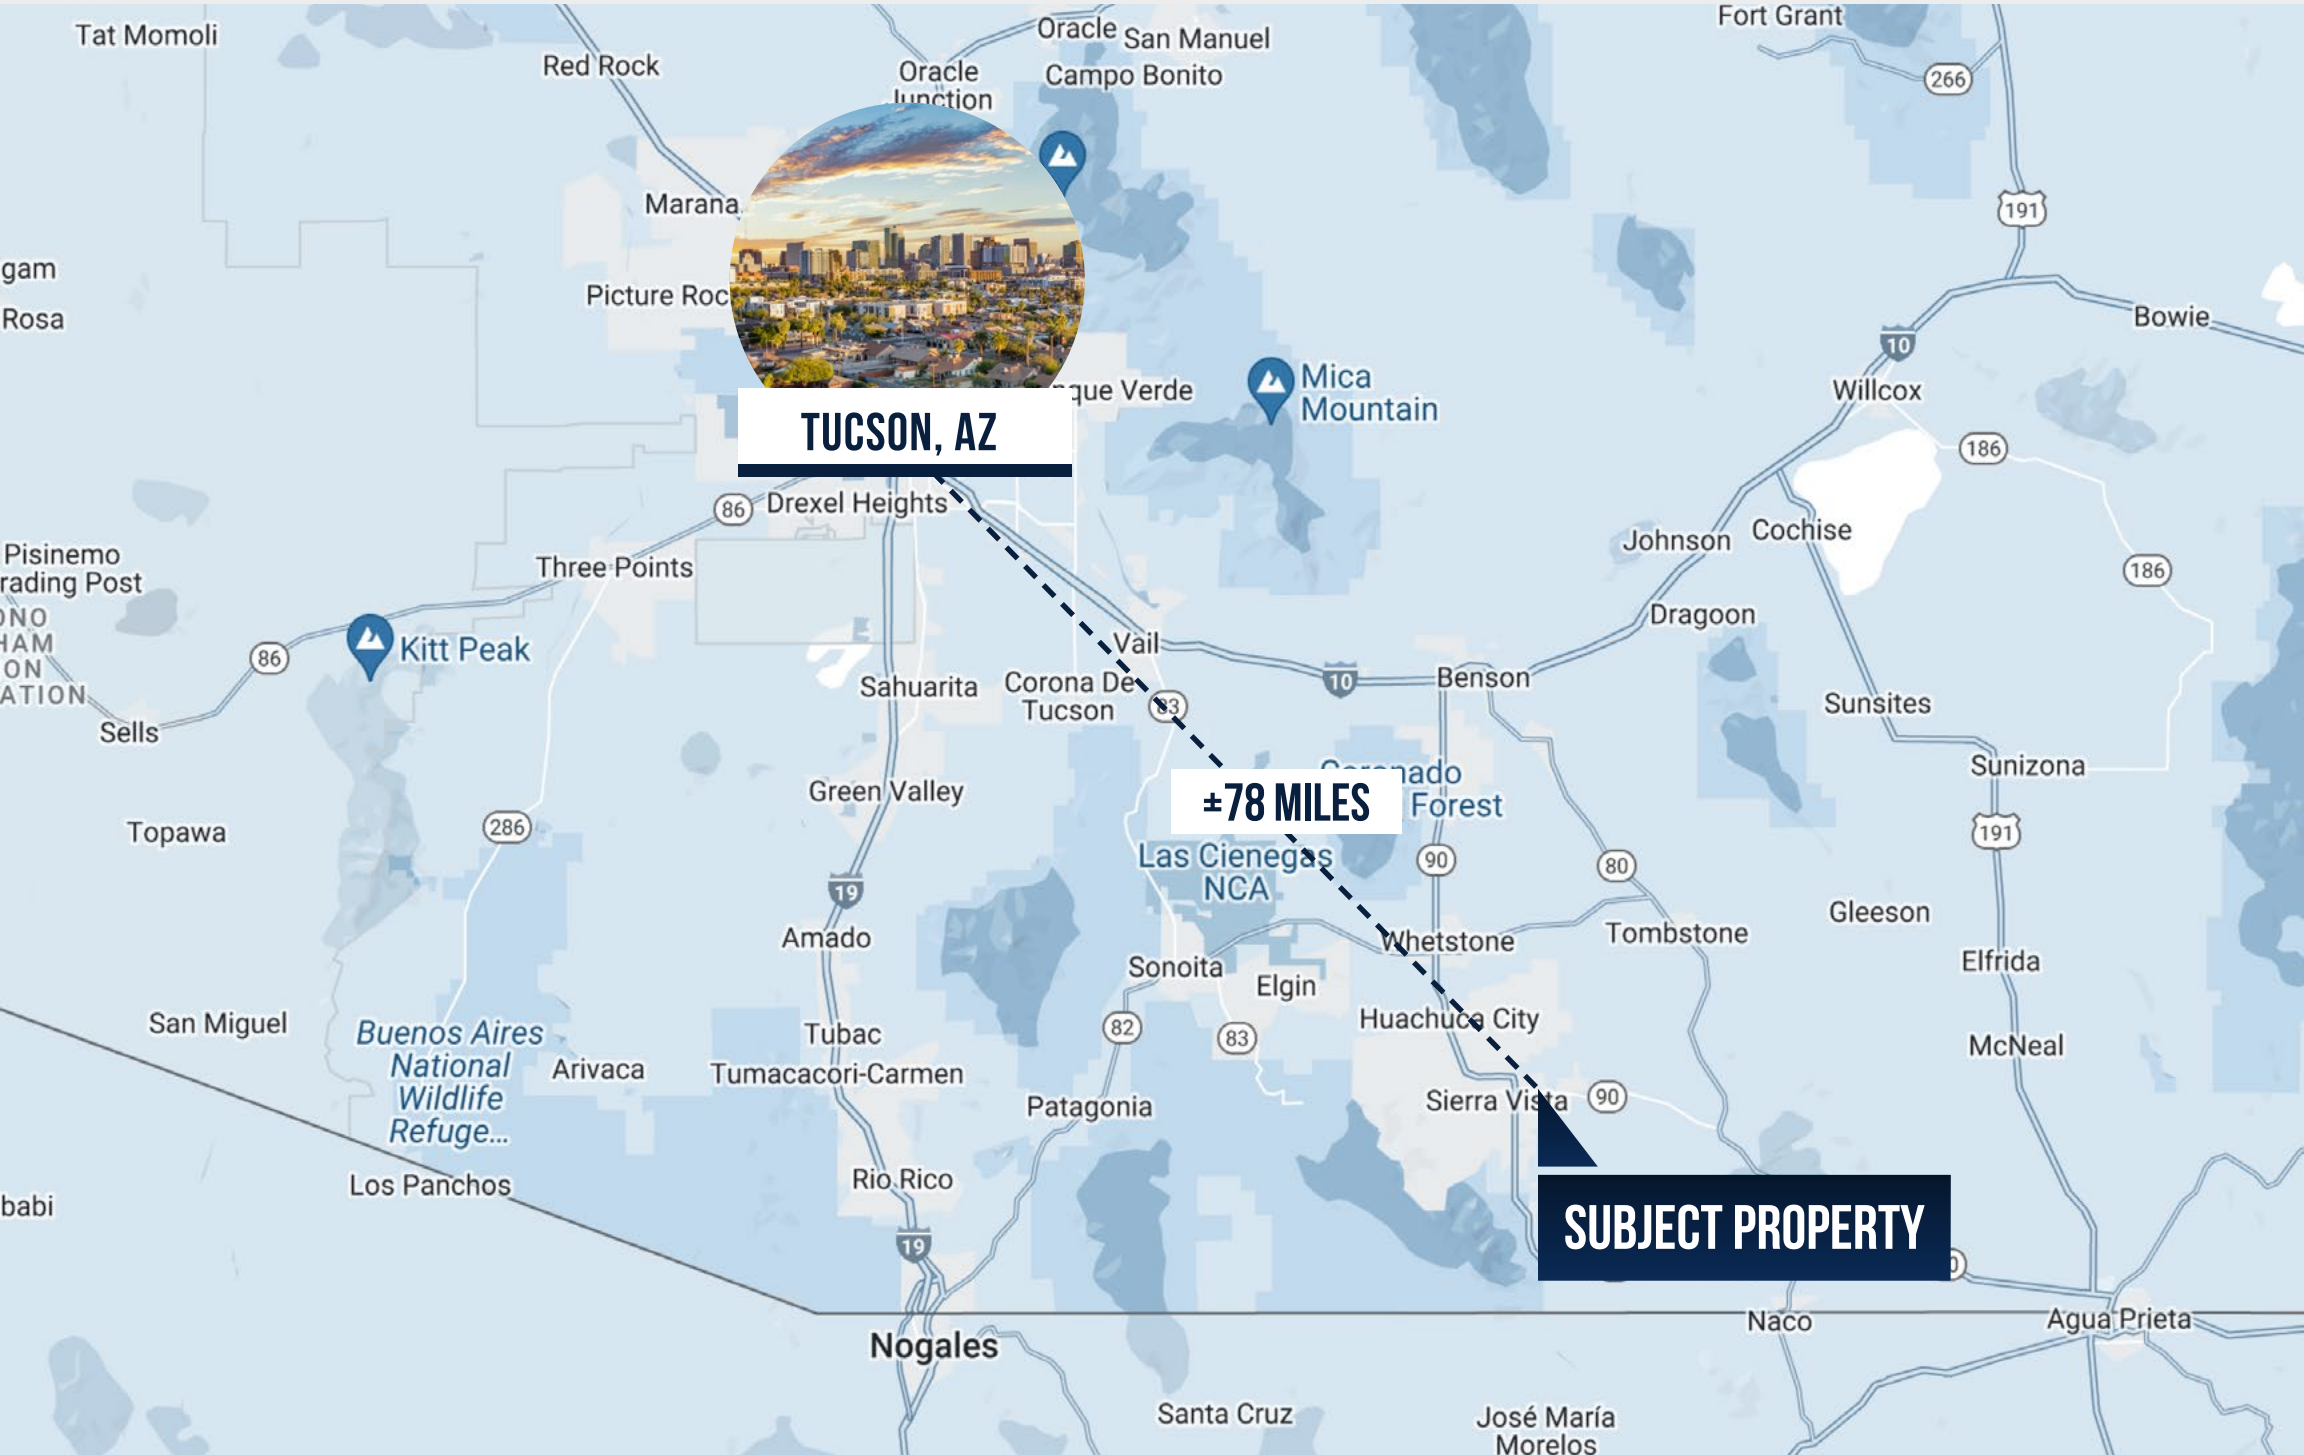 Tat Momoli
Red Rock
Oracle
San Manuel
Campo Bonito
Oracle
Junction
Fort Grant
266
191
Marana
gam
Rosa
Picture Roc
Bowie
10
Willcox
Mica
Mountain
que Verde
TUCSON, AZ
186
86
Drexel Heights
Cochise
Johnson
Three Points
Pisinemo
rading Post
186
ONO
HAM
ON
ATION
Dragoon
Kitt Peak
86
Vail
10
Benson
Sahuarita
Corona De
Tucson
83
Sunsites
Sells
Sunizona
Green Valley
±78 MILES
Coronado
Forest
286
Topawa
191
Las Cienegas
NCA
90
80
19
Gleeson
Amado
Whetstone
Tombstone
Sonoita
Elgin
Elfrida
San Miguel
Buenos Aires
National
Wildlife
Refuge...
Arivaca
Tubac
Tumacacori-Carmen
82
83
Huachuca City
McNeal
Patagonia
Sierra Vista
90
Los Panchos
Rio Rico
babi
19
SUBJECT PROPERTY
0
Naco
Agua Prieta
Nogales
Santa Cruz
José María
Morelos